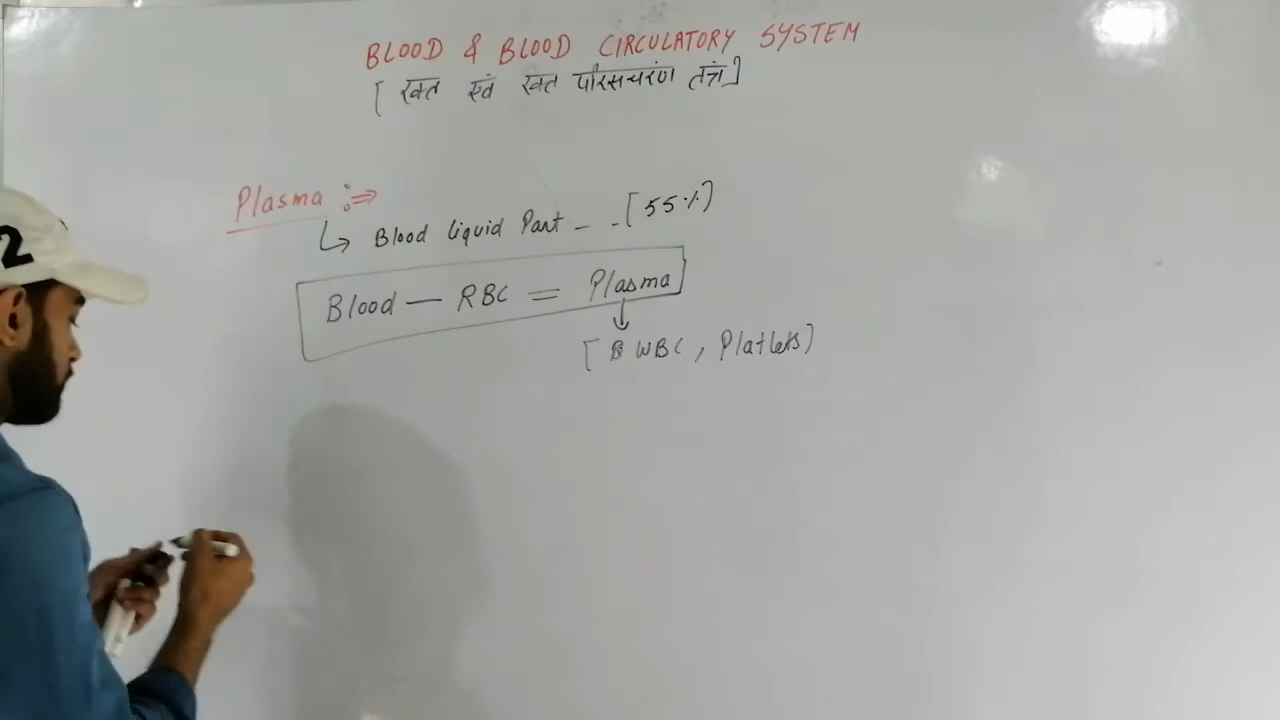 BLOOD & BLOOD CIRCULATORY SYSTEM
[ रक्त एवं रक्त परिसंचरण तंत्र ]
Plasma :⇒
↳ Blood liquid Part - - [55%]
Blood — RBC = Plasma
↓
[ WBC, Platlets ]
2